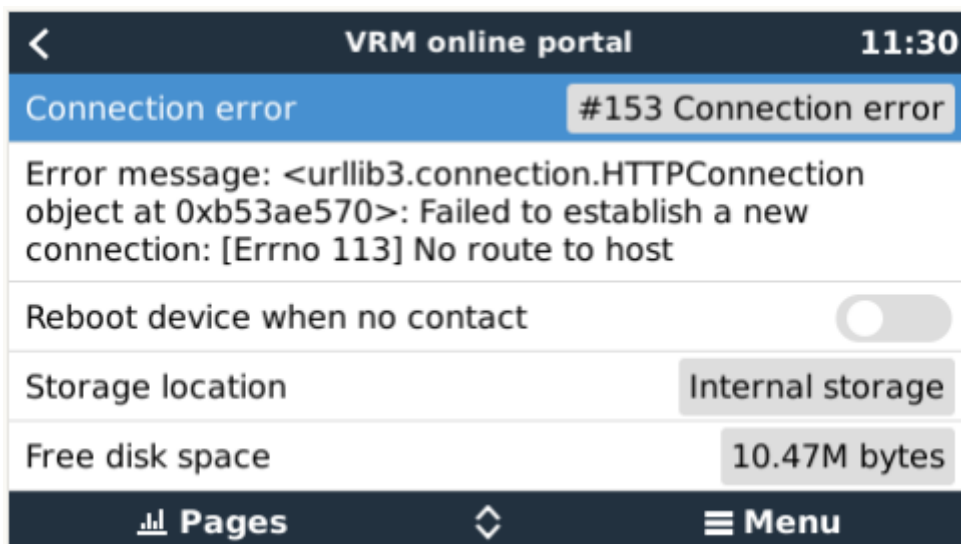 VRM online portal 11:30
Connection error #153 Connection error
Error message: <urllib3.connection.HTTPConnection
object at 0xb53ae570>: Failed to establish a new
connection: [Errno 113] No route to host
Reboot device when no contact
Storage location Internal storage
Free disk space 10.47M bytes
Pages Menu